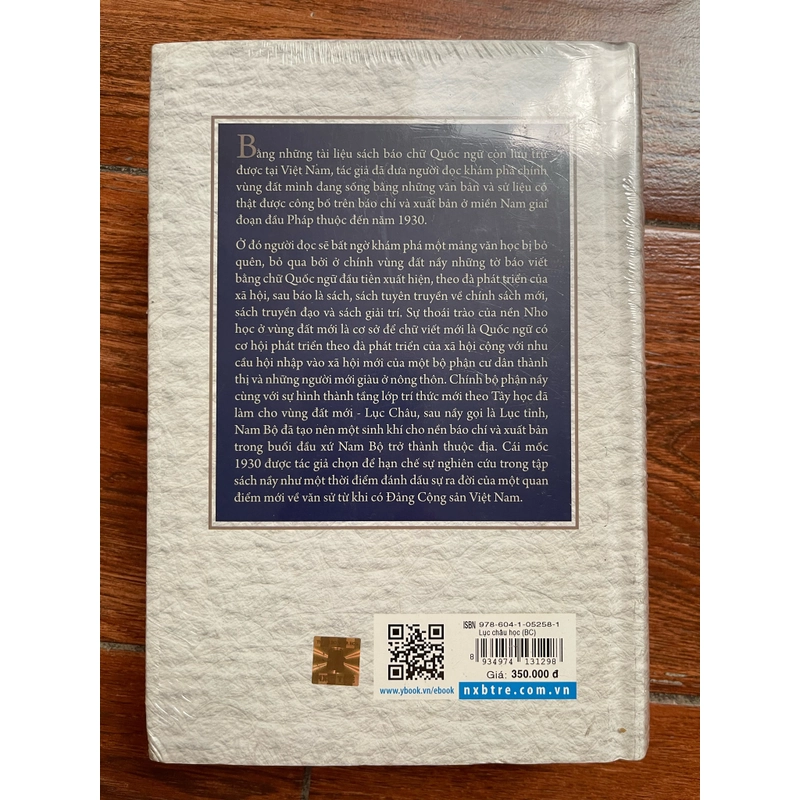 Bằng những tài liệu sách báo chữ Quốc ngữ còn lưu trữ
được tại Việt Nam, tác giả đã đưa người đọc khám phá chính
vùng đất mình đang sống bằng những văn bản và sử liệu có
thật được công bố trên báo chí và xuất bản ở miền Nam giai
đoạn đầu Pháp thuộc đến năm 1930.
Ở đó người đọc sẽ bất ngờ khám phá một mảng văn học bị bỏ
quên, bỏ qua bởi ở chính vùng đất nầy những tờ báo viết
bằng chữ Quốc ngữ đầu tiên xuất hiện, theo đà phát triển của
xã hội, sau báo là sách, sách tuyên truyền về chính sách mới,
sách truyền đạo và sách giải trí. Sự thoái trào của nền Nho
học ở vùng đất mới là cơ sở để chữ viết mới là Quốc ngữ có
cơ hội phát triển theo đà phát triển của xã hội cộng với nhu
cầu hội nhập vào xã hội mới của một bộ phận cư dân thành
thị và những người mới giàu ở nông thôn. Chính bộ phận nầy
cùng với sự hình thành tầng lớp trí thức mới theo Tây học đã
làm cho vùng đất mới - Lục Châu, sau nầy gọi là Lục tỉnh,
Nam Bộ đã tạo nên một sinh khí cho nền báo chí và xuất bản
trong buổi đầu xứ Nam Bộ trở thành thuộc địa. Cái mốc
1930 được tác giả chọn để hạn chế sự nghiên cứu trong tập
sách nầy như một thời điểm đánh dấu sự ra đời của một quan
điểm mới về văn sử từ khi có Đảng Cộng sản Việt Nam.
ISBN 978-604-1-05258-1
Lục châu học (BC)
8 934974 131298
Giá: 350.000 đ
www.ybook.vn/ebook
nxbtre.com.vn